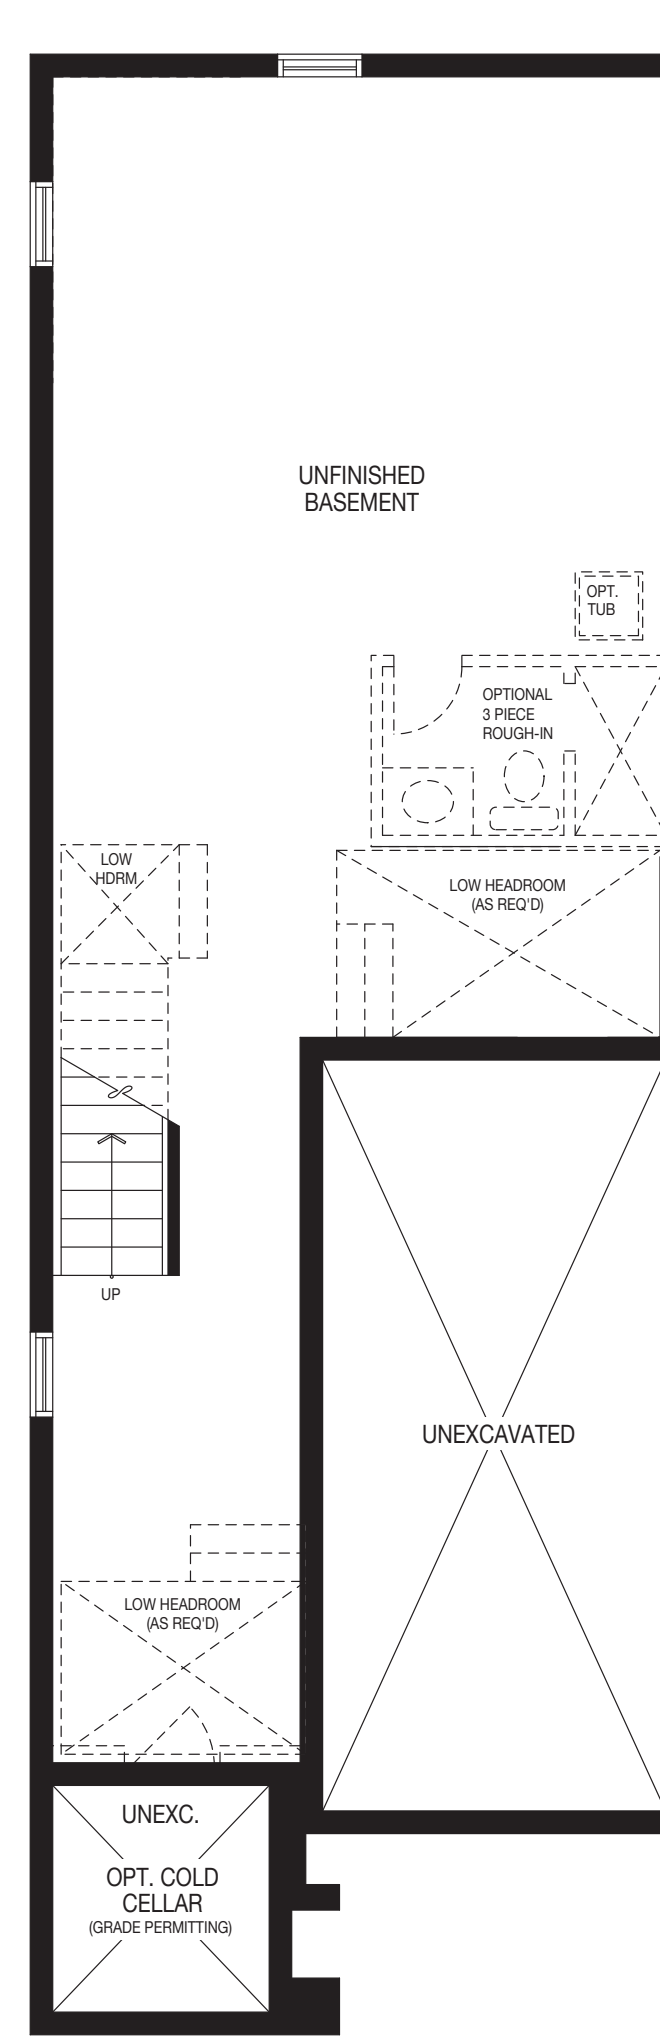 UNFINISHED
BASEMENT
OPT.
TUB
OPTIONAL
3 PIECE
ROUGH-IN
LOW
HDRM
LOW HEADROOM
(AS REQ'D)
UP
UNEXCAVATED
LOW HEADROOM
(AS REQ'D)
UNEXC.
OPT. COLD
CELLAR
(GRADE PERMITTING)